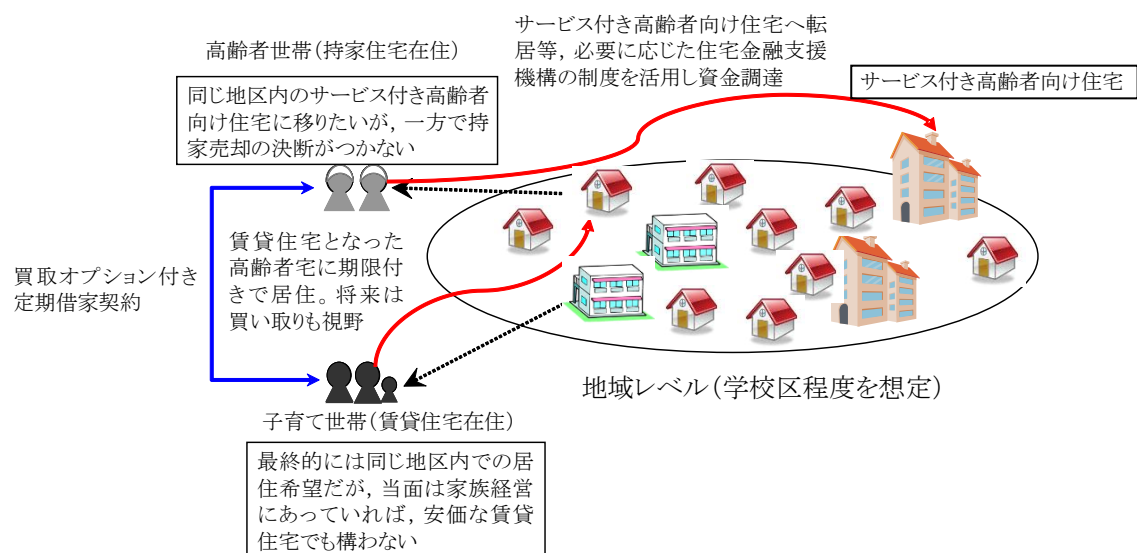 サービス付き高齢者向け住宅へ転
居等，必要に応じた住宅金融支援
機構の制度を活用し資金調達
高齢者世帯（持家住宅在住）
サービス付き高齢者向け住宅
同じ地区内のサービス付き高齢者
向け住宅に移りたいが，一方で持
家売却の決断がつかない
賃貸住宅となった
高齢者宅に期限付
きで居住。将来は
買い取りも視野
買取オプション付き
定期借家契約
地域レベル（学校区程度を想定）
子育て世帯（賃貸住宅在住）
最終的には同じ地区内での居
住希望だが，当面は家族経営
にあっていれば，安価な賃貸
住宅でも構わない